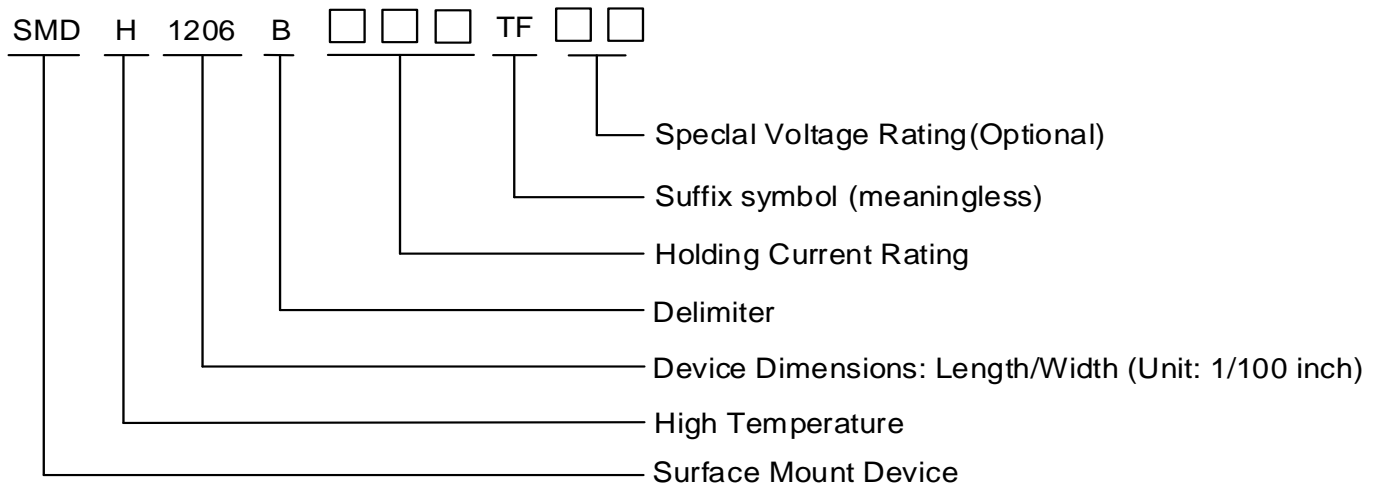 SMD H 1206 B □ □ □ TF □ □
Speclal Voltage Rating(Optional)
Suffix symbol (meaningless)
Holding Current Rating
Delimiter
Device Dimensions: Length/Width (Unit: 1/100 inch)
High Temperature
Surface Mount Device